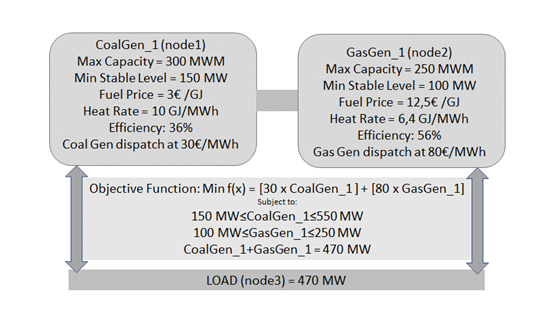 CoalGen_1 (node1)
Max Capacity = 300 MWM
Min Stable Level = 150 MW
Fuel Price = 3€ /GJ
Heat Rate = 10 GJ/MWh
Efficiency: 36%
Coal Gen dispatch at 30€/MWh
GasGen_1 (node2)
Max Capacity = 250 MWM
Min Stable Level = 100 MW
Fuel Price = 12,5€ /GJ
Heat Rate = 6,4 GJ/MWh
Efficiency: 56%
Gas Gen dispatch at 80€/MWh
Objective Function: Min f(x) = [30 x CoalGen_1] + [80 x GasGen_1]
Subject to:
150 MW≤CoalGen_1≤550 MW
100 MW≤GasGen_1≤250 MW
CoalGen_1+GasGen_1 = 470 MW
LOAD (node3) = 470 MW